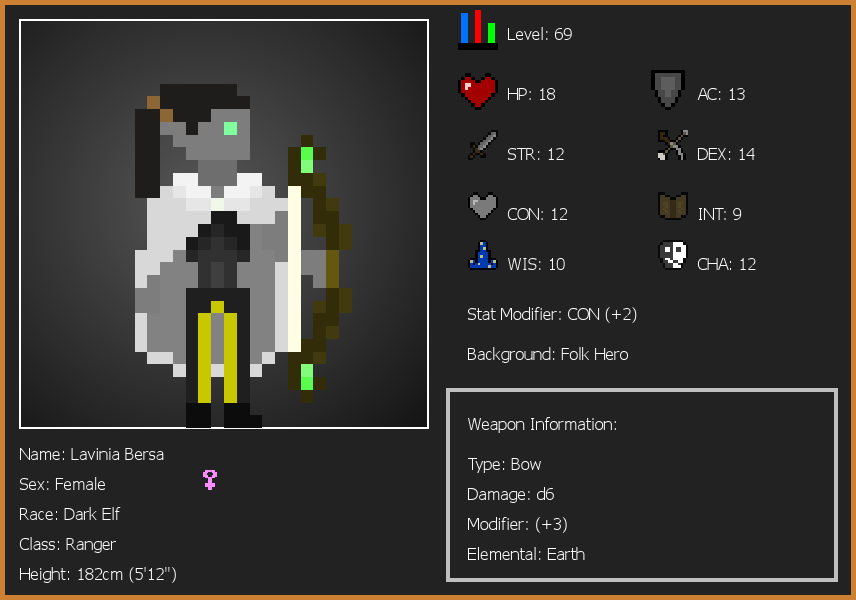 Level: 69
HP: 18
AC: 13
STR: 12
DEX: 14
CON: 12
INT: 9
WIS: 10
CHA: 12
Stat Modifier: CON (+2)
Background: Folk Hero
Weapon Information:
Type: Bow
Damage: d6
Modifier: (+3)
Elemental: Earth
Name: Lavinia Bersa
Sex: Female
Race: Dark Elf
Class: Ranger
Height: 182cm (5'12")